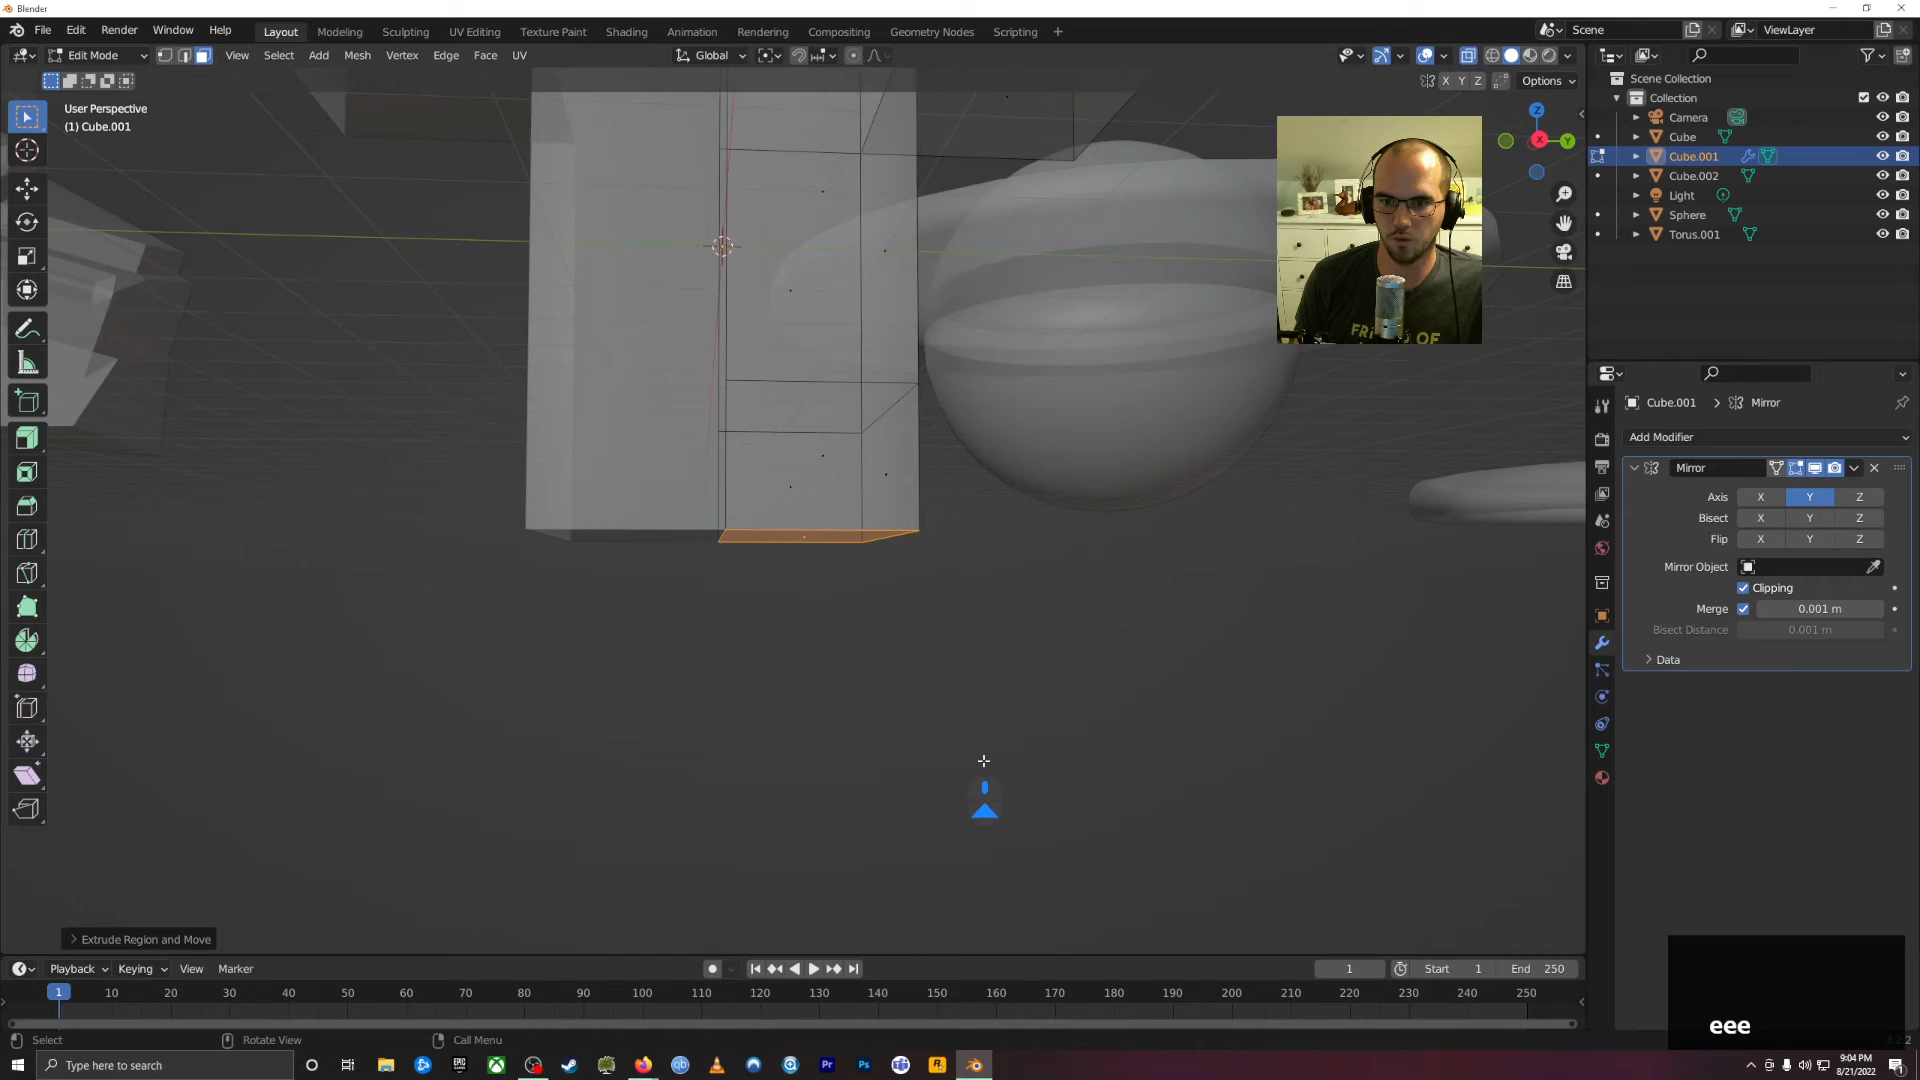 Blender
File Edit Render Window Help Layout Modeling Sculpting UV Editing Texture Paint Shading Animation Rendering Compositing Geometry Nodes Scripting + Scene ViewLayer
Edit Mode View Select Add Mesh Vertex Edge Face UV Global
X Y Z Options
User Perspective
(1) Cube.001
Z
X
Y
FRI OF
Scene Collection
Collection
Camera
Cube
Cube.001
Cube.002
Light
Sphere
Torus.001
Cube.001 > Mirror
Add Modifier
Mirror
Axis X Y Z
Bisect X Y Z
Flip X Y Z
Mirror Object
Clipping
Merge 0.001 m
Bisect Distance 0.001 m
> Data
> Extrude Region and Move
eee
Playback Keying View Marker 1 Start 1 End 250
1 10 20 30 40 50 60 70 80 90 100 110 120 130 140 150 160 170 180 190 200 210 220 230 240 250
Select Rotate View Call Menu
Type here to search
EPIC
Pr
Ps
R
9:04 PM
8/21/2022